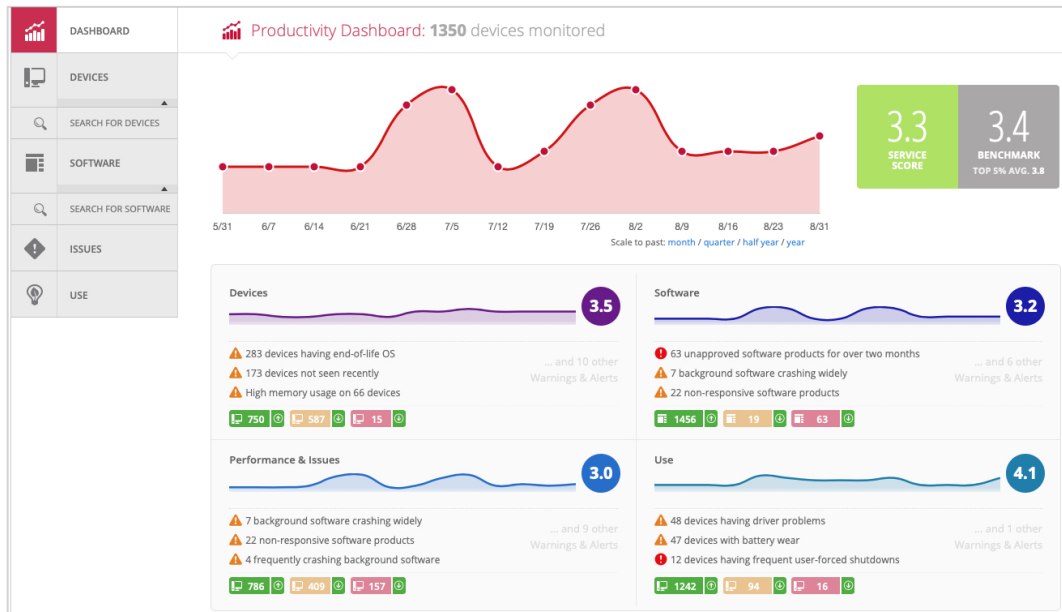 DASHBOARD
Productivity Dashboard: 1350 devices monitored
DEVICES
SEARCH FOR DEVICES
SOFTWARE
SEARCH FOR SOFTWARE
ISSUES
USE
5/31 6/7 6/14 6/21 6/28 7/5 7/12 7/19 7/26 8/2 8/9 8/16 8/23 8/31
Scale to past: month / quarter / half year / year
3.3
SERVICE
SCORE
3.4
BENCHMARK
TOP 5% AVG. 3.8
Devices
3.5
283 devices having end-of-life OS
173 devices not seen recently
High memory usage on 66 devices
... and 10 other
Warnings & Alerts
750 587 15
Software
3.2
63 unapproved software products for over two months
7 background software crashing widely
22 non-responsive software products
... and 6 other
Warnings & Alerts
1456 19 63
Performance & Issues
3.0
7 background software crashing widely
22 non-responsive software products
4 frequently crashing background software
... and 9 other
Warnings & Alerts
786 409 157
Use
4.1
48 devices having driver problems
47 devices with battery wear
12 devices having frequent user-forced shutdowns
... and 1 other
Warnings & Alerts
1242 94 16